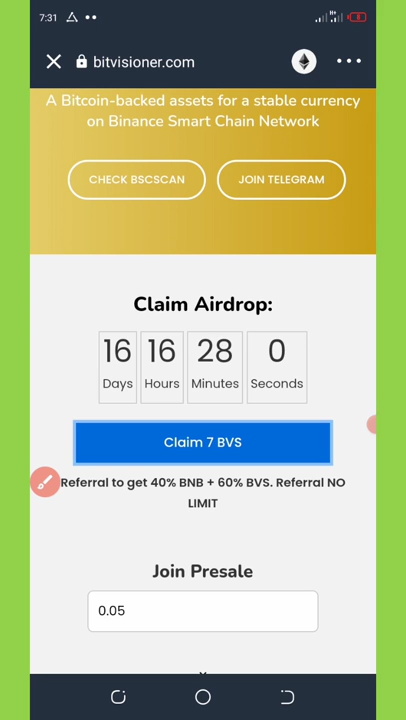 7:31
bitvisioner.com
A Bitcoin-backed assets for a stable currency
on Binance Smart Chain Network
CHECK BSCSCAN
JOIN TELEGRAM
Claim Airdrop:
16 16 28 0
Days Hours Minutes Seconds
Claim 7 BVS
Referral to get 40% BNB + 60% BVS. Referral NO
LIMIT
Join Presale
0.05